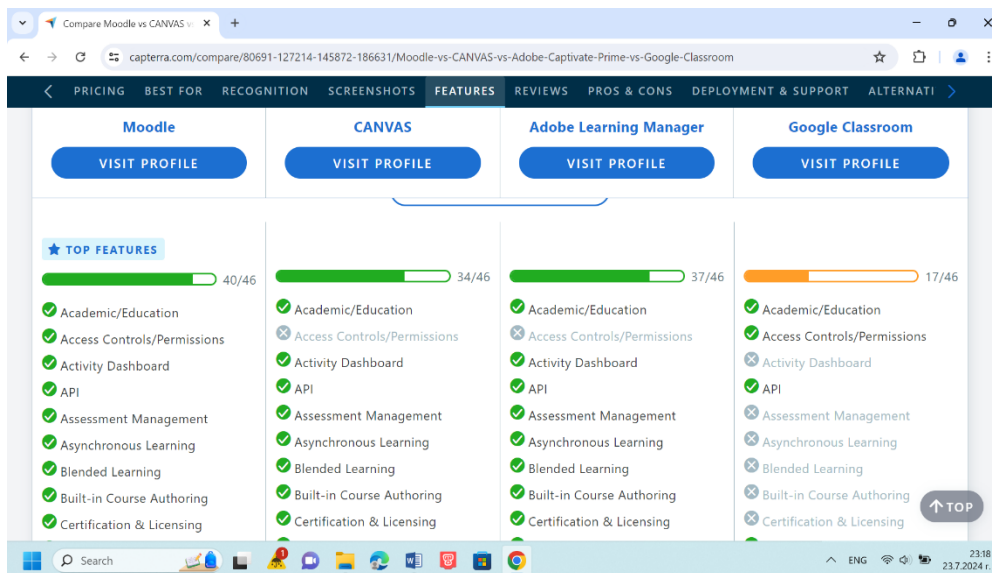 Compare Moodle vs CANVAS vs
capterra.com/compare/80691-127214-145872-186631/Moodle-vs-CANVAS-vs-Adobe-Captivate-Prime-vs-Google-Classroom
PRICING BEST FOR RECOGNITION SCREENSHOTS FEATURES REVIEWS PROS & CONS DEPLOYMENT & SUPPORT ALTERNATI
Moodle CANVAS Adobe Learning Manager Google Classroom
VISIT PROFILE VISIT PROFILE VISIT PROFILE VISIT PROFILE
TOP FEATURES
40/46 34/46 37/46 17/46
Academic/Education Academic/Education Academic/Education Academic/Education
Access Controls/Permissions Access Controls/Permissions Access Controls/Permissions Access Controls/Permissions
Activity Dashboard Activity Dashboard Activity Dashboard Activity Dashboard
API API API API
Assessment Management Assessment Management Assessment Management Assessment Management
Asynchronous Learning Asynchronous Learning Asynchronous Learning Asynchronous Learning
Blended Learning Blended Learning Blended Learning Blended Learning
Built-in Course Authoring Built-in Course Authoring Built-in Course Authoring Built-in Course Authoring
TOP
Certification & Licensing Certification & Licensing Certification & Licensing Certification & Licensing
Search 1 ENG 23:18
23.7.2024 г.